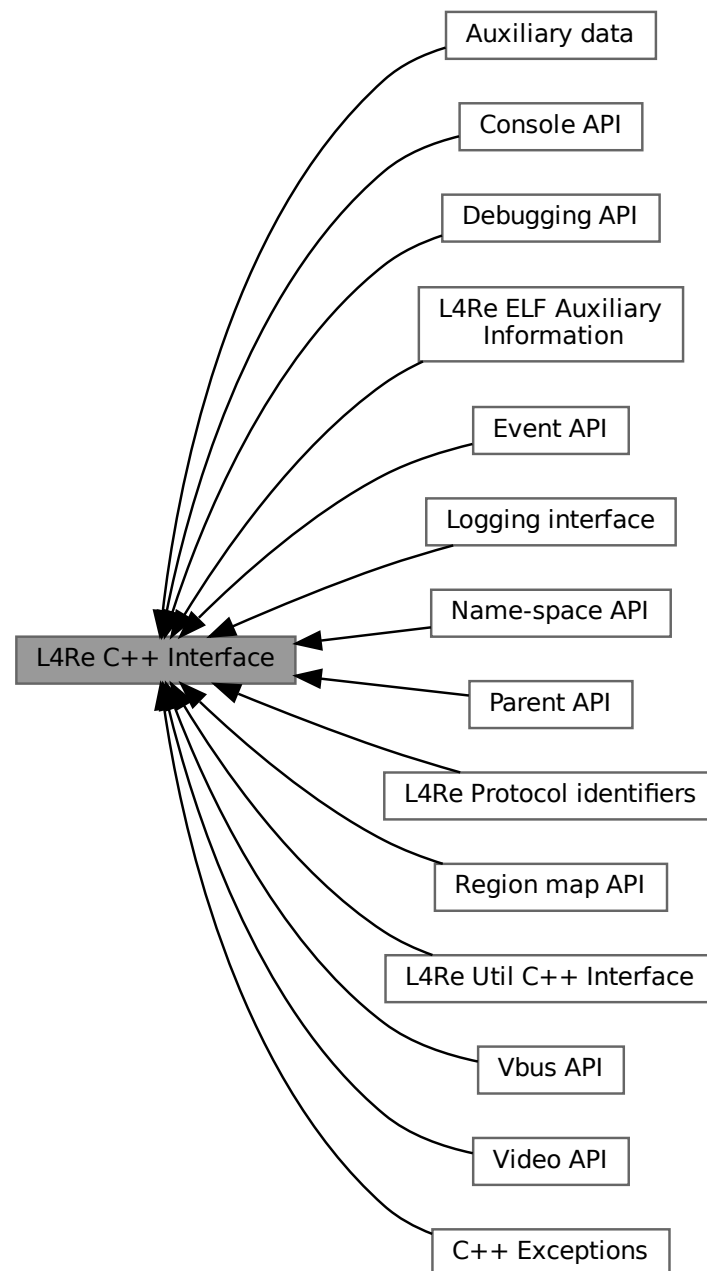 Auxiliary data
Console API
Debugging API
L4Re ELF Auxiliary
Information
Event API
Logging interface
Name-space API
L4Re C++ Interface
Parent API
L4Re Protocol identifiers
Region map API
L4Re Util C++ Interface
Vbus API
Video API
C++ Exceptions